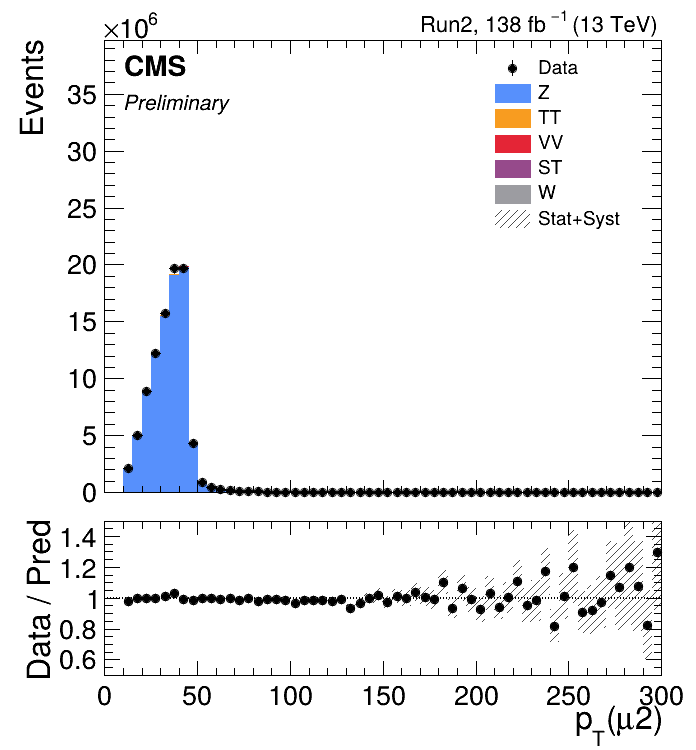 ×10⁶
Run2, 138 fb⁻¹ (13 TeV)
Events
CMS
Preliminary
Data
Z
TT
VV
ST
W
Stat+Syst
35
30
25
20
15
10
5
0
Data / Pred
1.4
1.2
1
0.8
0.6
0 50 100 150 200 250 300
p_T(μ2)